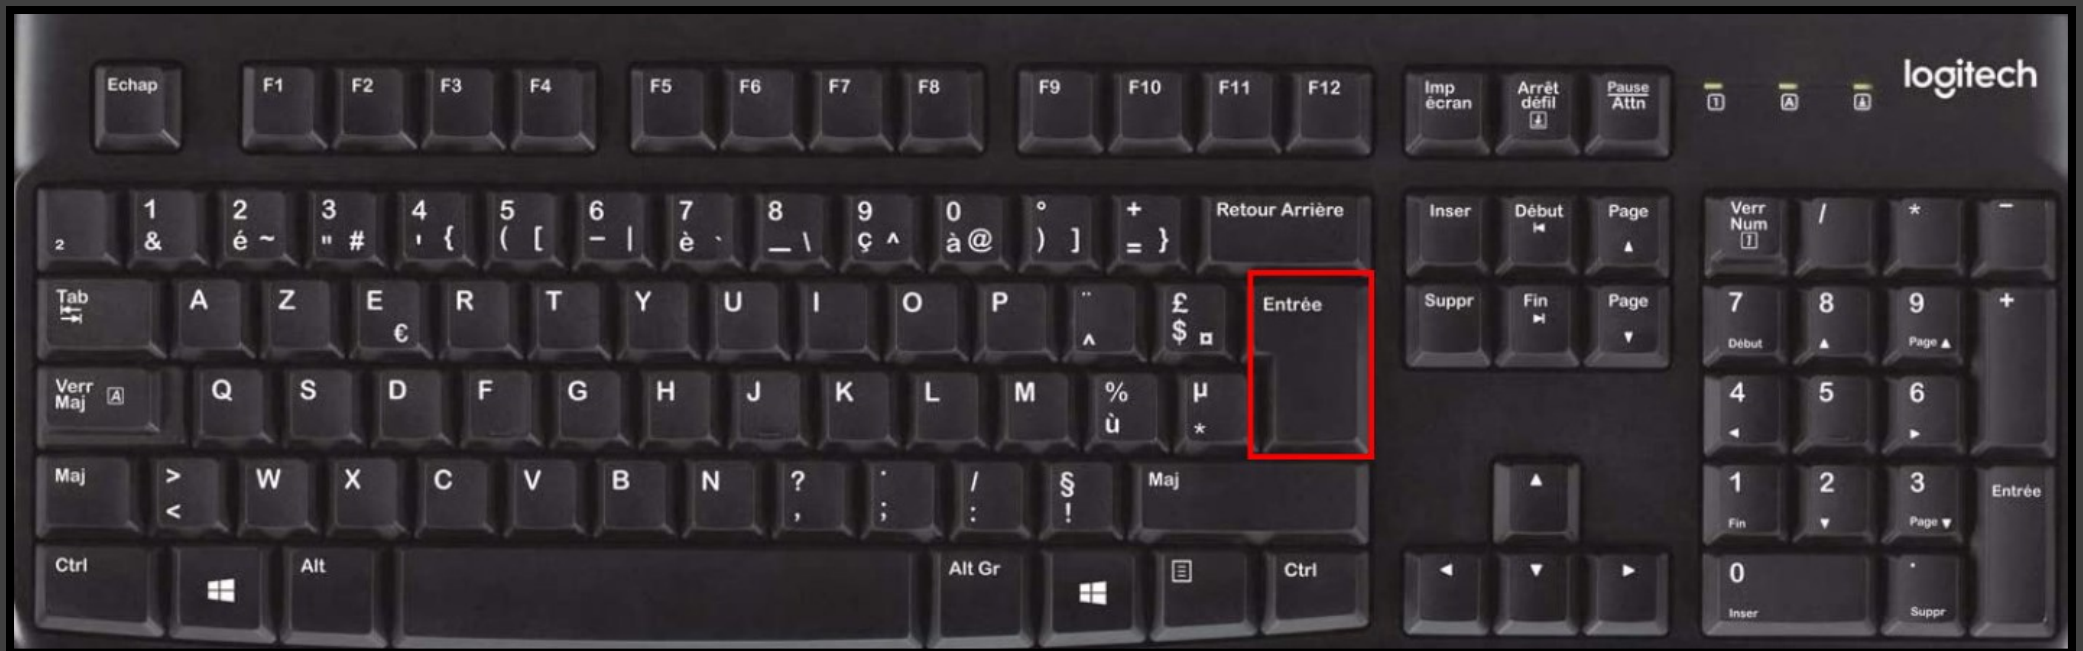 logitech
Echap F1 F2 F3 F4 F5 F6 F7 F8 F9 F10 F11 F12 Imp écran Arrêt défil Pause Attn 1 A
² 1 & 2 é ~ 3 " # 4 ' { 5 ( [ 6 - | 7 è ` 8 _ \ 9 ç ^ 0 à @ ° ) ] + = } Retour Arrière Inser Début Page ▲ Verr Num 1 / * -
Tab A Z E € R T Y U I O P ¨ ^ £ $ ¤ Entrée Suppr Fin Page ▼ 7 Début 8 ▲ 9 Page ▲ +
Verr Maj A Q S D F G H J K L M % ù µ * 4 ◄ 5 6 ►
Maj > < W X C V B N ? , . ; / : § ! Maj ▲ 1 Fin 2 ▼ 3 Page ▼ Entrée
Ctrl Alt Alt Gr Ctrl ◄ ▼ ► 0 Inser . Suppr